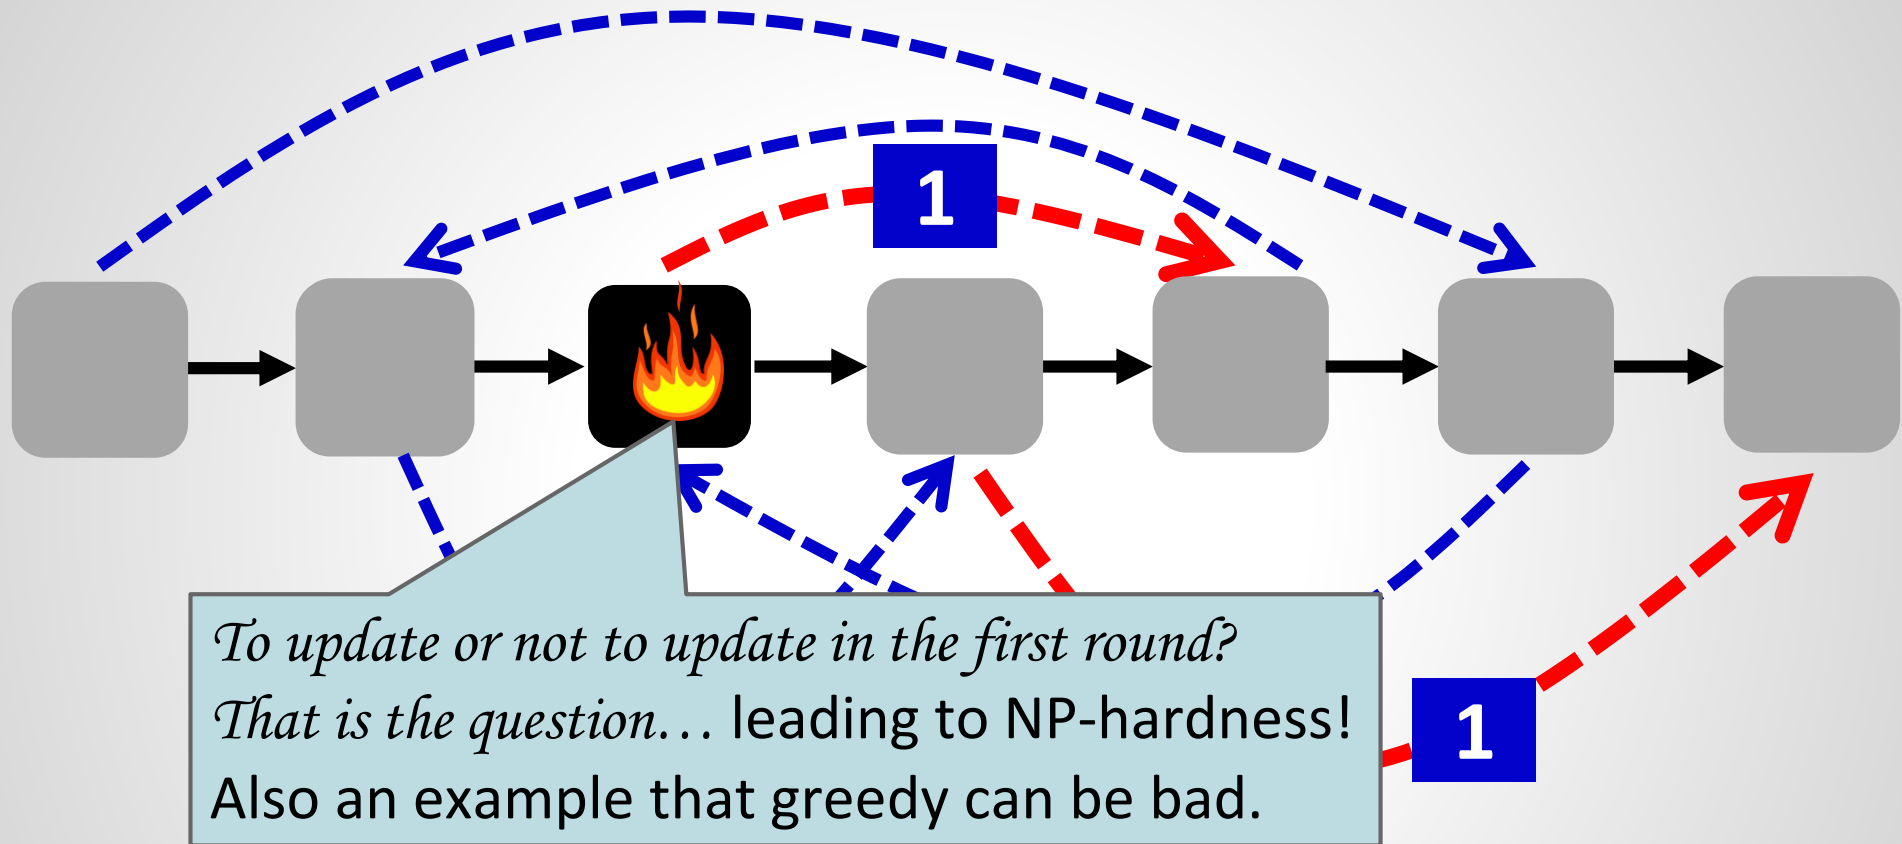 1
To update or not to update in the first round?
That is the question… leading to NP-hardness!
1
Also an example that greedy can be bad.